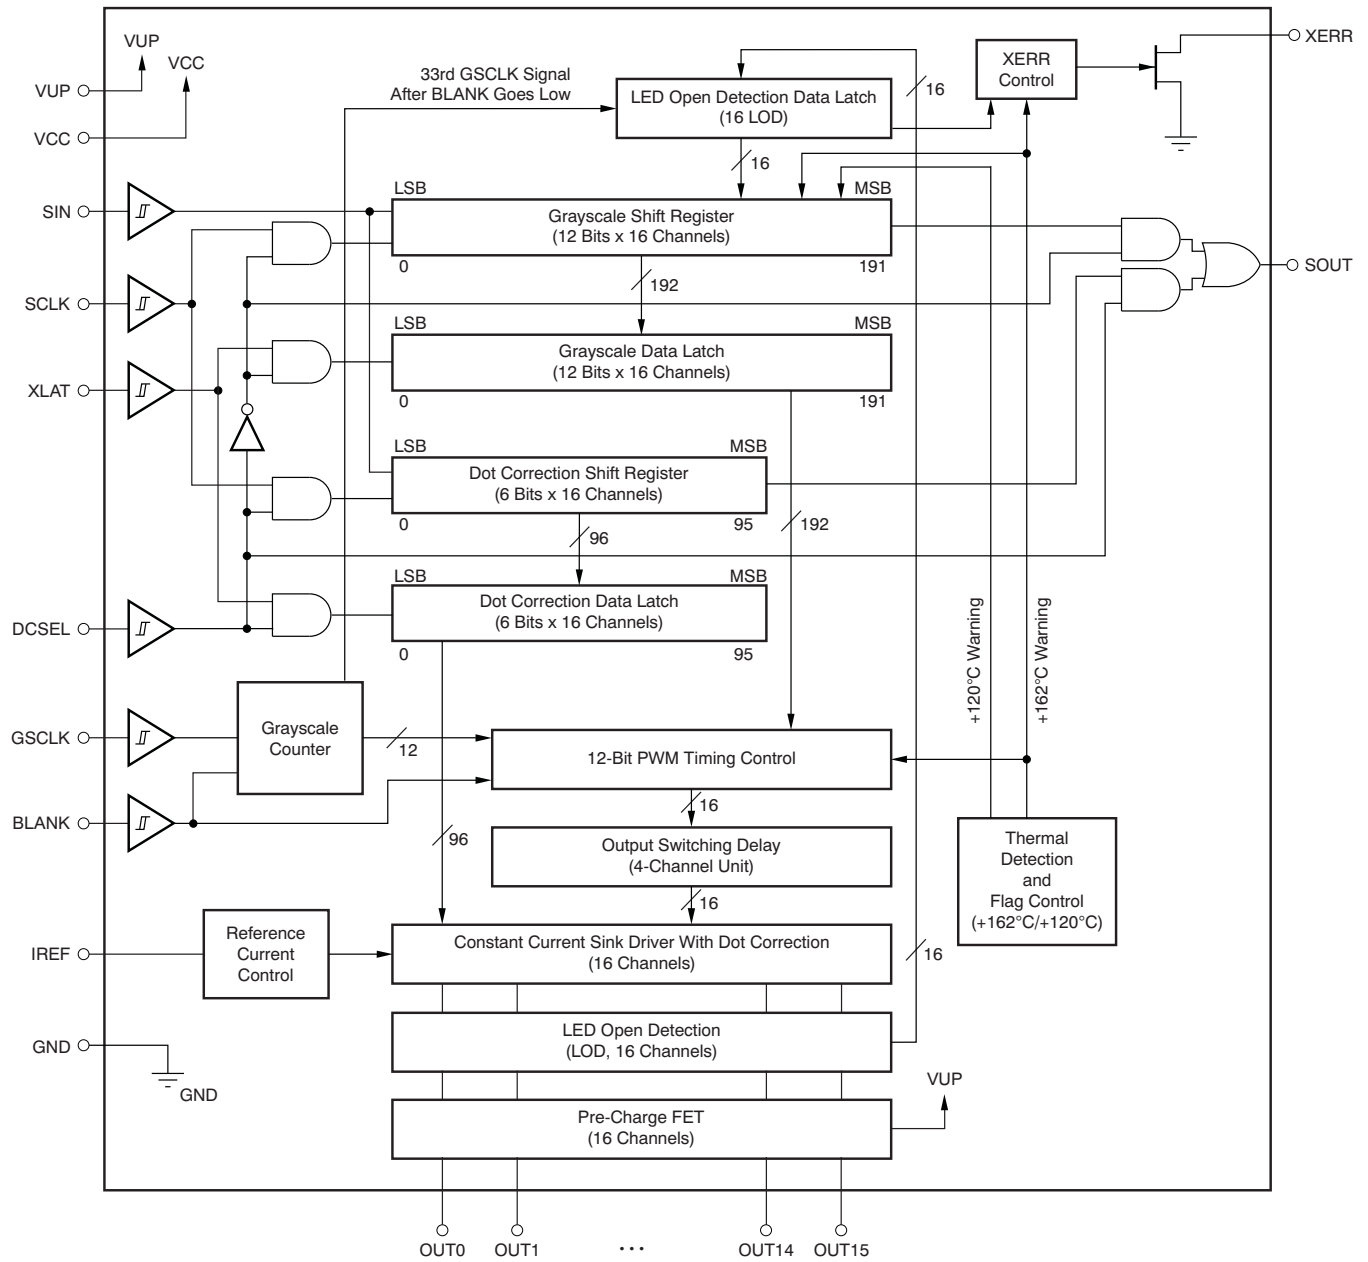 VUP
VCC
VUP
VCC
33rd GSCLK Signal
After BLANK Goes Low
LED Open Detection Data Latch
(16 LOD)
16
XERR
Control
XERR
16
SIN
LSB
MSB
Grayscale Shift Register
(12 Bits x 16 Channels)
0
191
SOUT
192
SCLK
LSB
MSB
Grayscale Data Latch
(12 Bits x 16 Channels)
0
191
XLAT
LSB
MSB
Dot Correction Shift Register
(6 Bits x 16 Channels)
0
95
192
96
LSB
MSB
Dot Correction Data Latch
(6 Bits x 16 Channels)
0
95
DCSEL
+120°C Warning
+162°C Warning
GSCLK
Grayscale
Counter
12
12-Bit PWM Timing Control
16
BLANK
96
Output Switching Delay
(4-Channel Unit)
16
Thermal
Detection
and
Flag Control
(+162°C/+120°C)
IREF
Reference
Current
Control
Constant Current Sink Driver With Dot Correction
(16 Channels)
16
GND
GND
LED Open Detection
(LOD, 16 Channels)
VUP
Pre-Charge FET
(16 Channels)
OUT0
OUT1
...
OUT14
OUT15